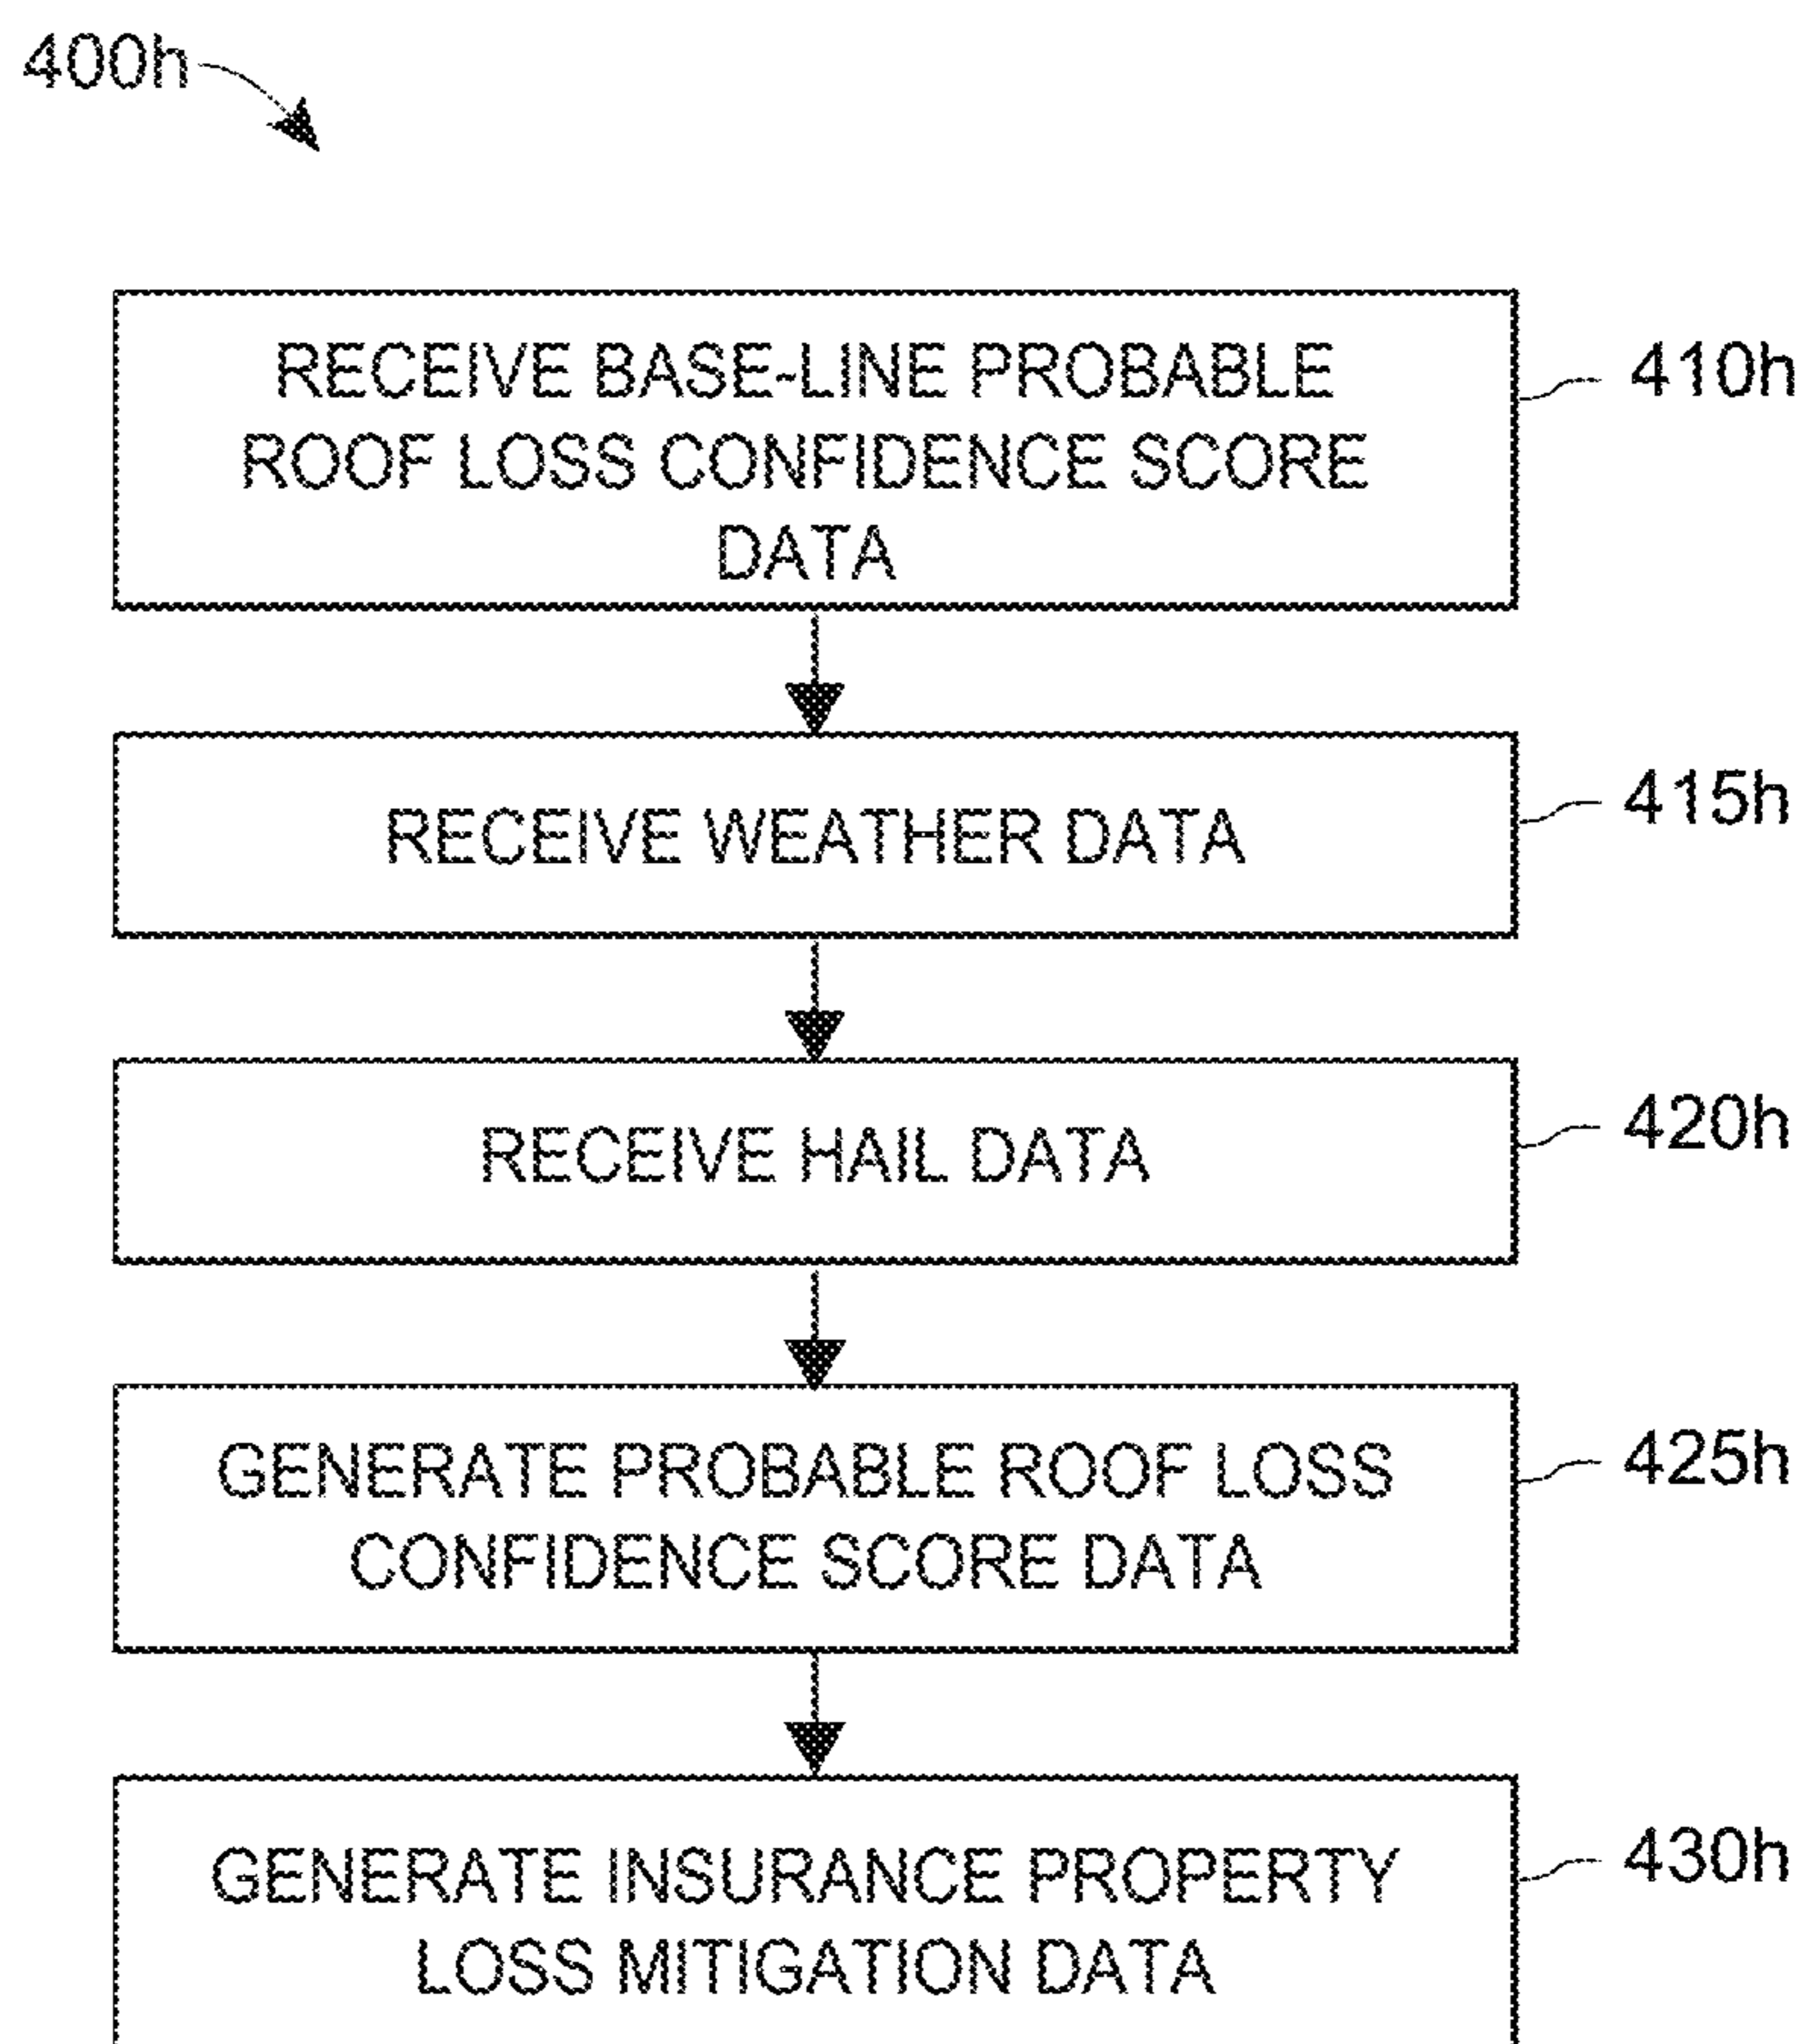 400h
RECEIVE BASE-LINE PROBABLE
ROOF LOSS CONFIDENCE SCORE
DATA
410h
RECEIVE WEATHER DATA
415h
RECEIVE HAIL DATA
420h
GENERATE PROBABLE ROOF LOSS
CONFIDENCE SCORE DATA
425h
GENERATE INSURANCE PROPERTY
LOSS MITIGATION DATA
430h